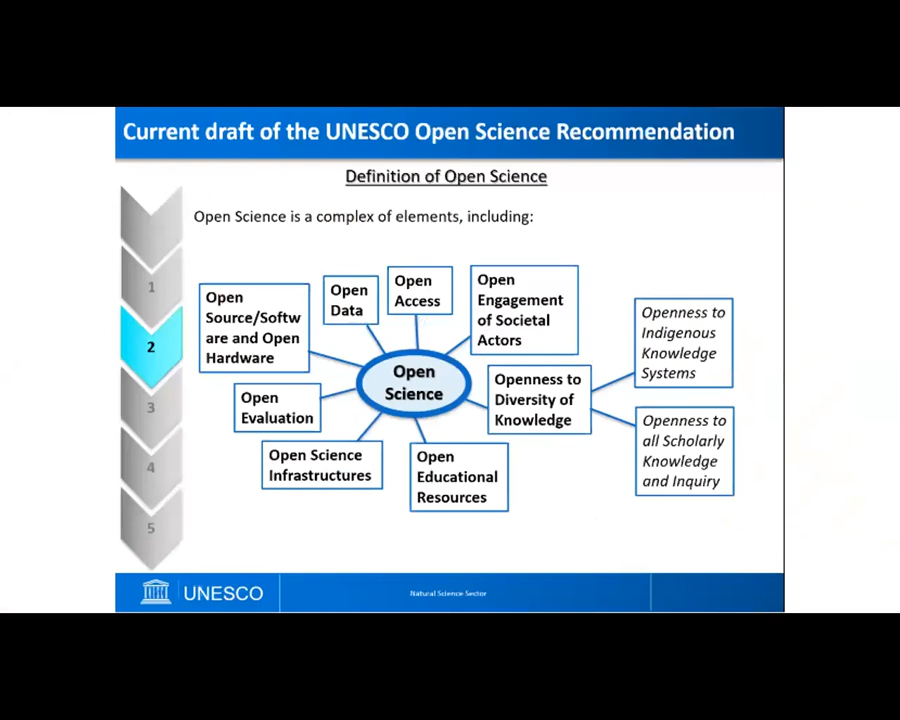 Current draft of the UNESCO Open Science Recommendation
Definition of Open Science
Open Science is a complex of elements, including:
1
2
3
4
5
Open
Source/Softw
are and Open
Hardware
Open
Data
Open
Access
Open
Engagement
of Societal
Actors
Openness to
Indigenous
Knowledge
Systems
Open
Science
Openness to
Diversity of
Knowledge
Open
Evaluation
Openness to
all Scholarly
Knowledge
and Inquiry
Open Science
Infrastructures
Open
Educational
Resources
UNESCO
Natural Science Sector